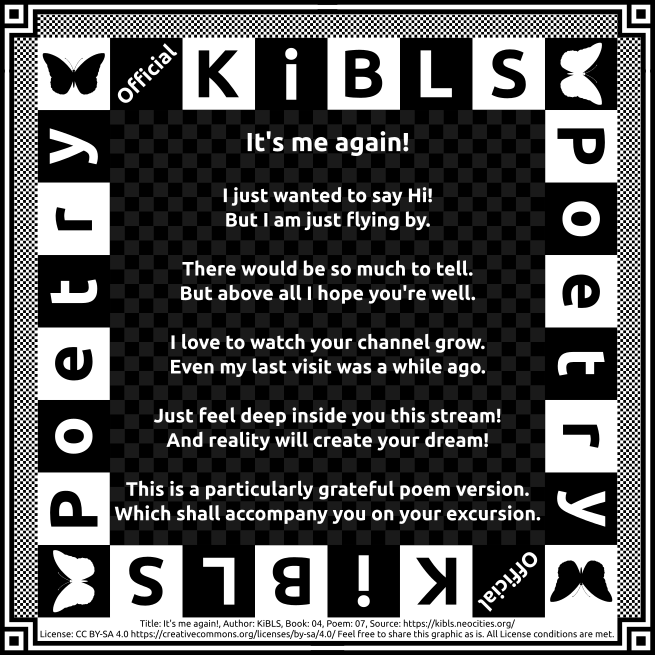 Official KiBLS
Poetry
Poetry
It's me again!
I just wanted to say Hi!
But I am just flying by.
There would be so much to tell.
But above all I hope you're well.
I love to watch your channel grow.
Even my last visit was a while ago.
Just feel deep inside you this stream!
And reality will create your dream!
This is a particularly grateful poem version.
Which shall accompany you on your excursion.
Official KiBLS
Title: It's me again!, Author: KiBLS, Book: 04, Poem: 07, Source: https://kibls.neocities.org/
License: CC BY-SA 4.0 https://creativecommons.org/licenses/by-sa/4.0/ Feel free to share this graphic as is. All License conditions are met.